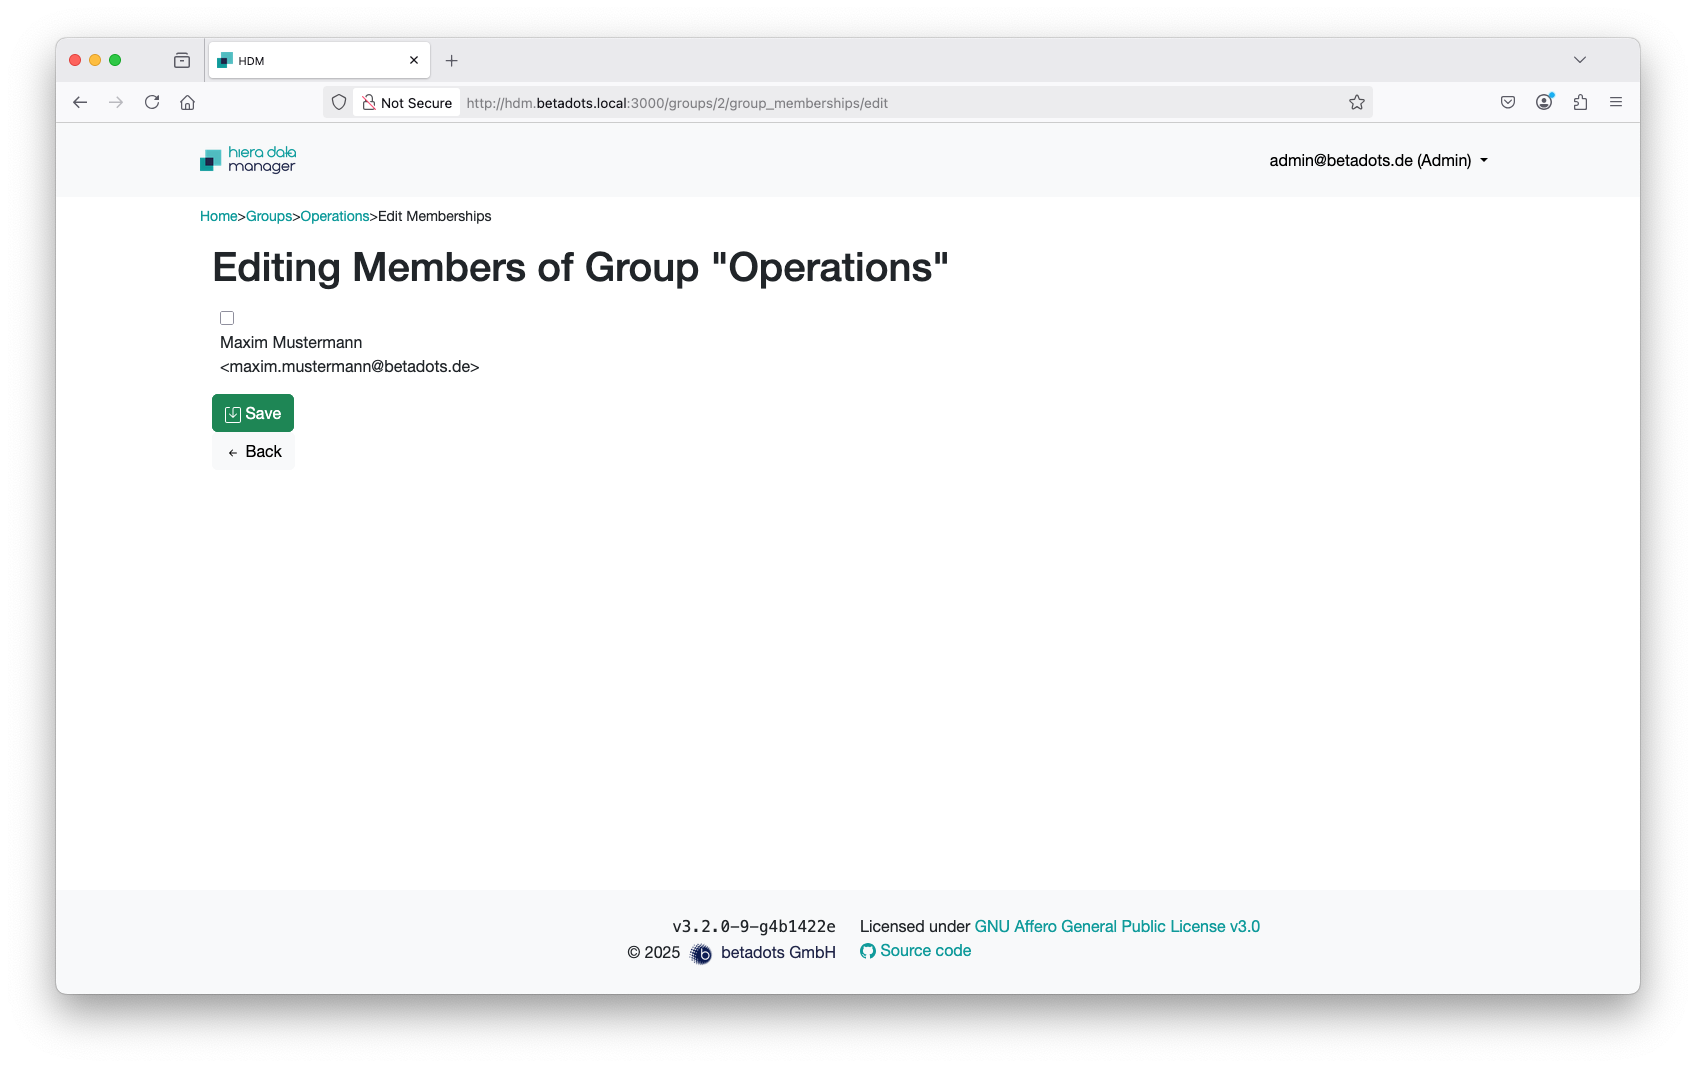 HDM
Not Secure http://hdm.betadots.local:3000/groups/2/group_memberships/edit
hiera data
manager
admin@betadots.de (Admin)
Home>Groups>Operations>Edit Memberships
Editing Members of Group "Operations"
Maxim Mustermann
<maxim.mustermann@betadots.de>
Save
← Back
v3.2.0-9-g4b1422e
© 2025 b betadots GmbH
Licensed under GNU Affero General Public License v3.0
Source code